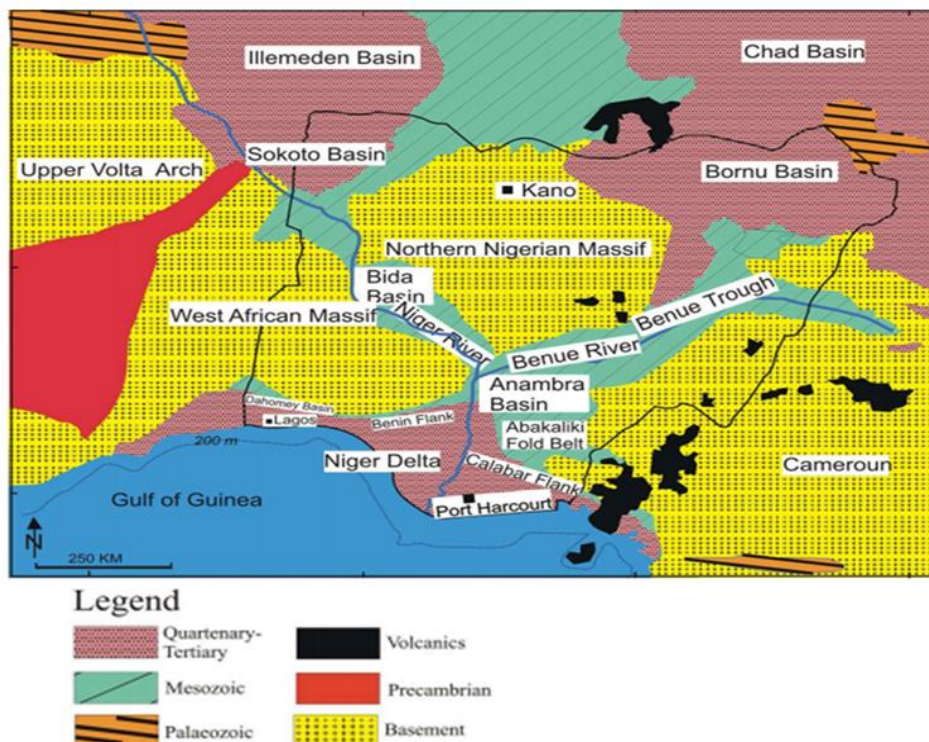 Illemeden Basin
Chad Basin
Sokoto Basin
Upper Volta Arch
Bornu Basin
Kano
Northern Nigerian Massif
Bida
Basin
West African Massif
Niger River
Benue Trough
Benue River
Anambra
Basin
Dahomey Basin
Lagos
Benin Flank
Abakaliki
Fold Belt
200 m
Niger Delta
Calabar Flank
Cameroun
Gulf of Guinea
Port Harcourt
N
250 KM
Legend
Quartenary-
Tertiary
Volcanics
Mesozoic
Precambrian
Palaeozoic
Basement